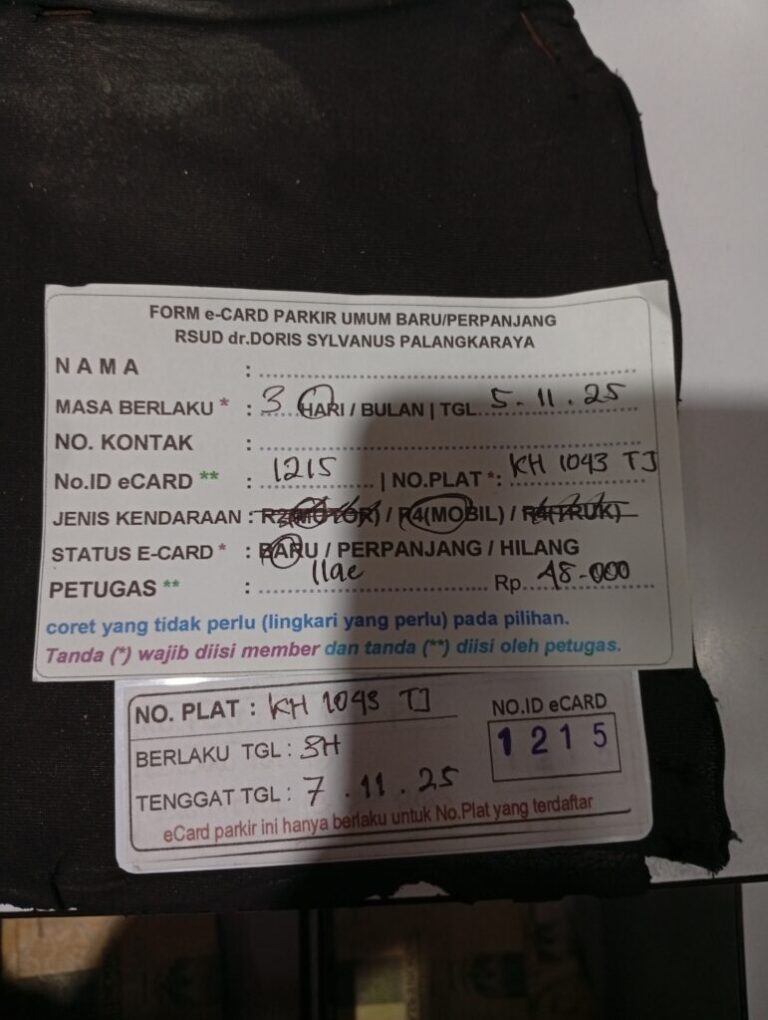 FORM e-CARD PARKIR UMUM BARU/PERPANJANG
RSUD dr.DORIS SYLVANUS PALANGKARAYA
NAMA :
MASA BERLAKU * : 3 HARI / BULAN | TGL. 5-11.25
NO. KONTAK :
No.ID eCARD ** : 1215 | NO.PLAT *: KH 1043 TJ
JENIS KENDARAAN : R2(MOTOR) / R4(MOBIL) / R4(TRUK)
STATUS E-CARD * : BARU / PERPANJANG / HILANG
PETUGAS ** : Rp. 48-000
coret yang tidak perlu (lingkari yang perlu) pada pilihan.
Tanda (*) wajib diisi member dan tanda (**) diisi oleh petugas.
NO. PLAT : KH 1043 TJ
NO.ID eCARD
1215
BERLAKU TGL : 3H
TENGGAT TGL : 7.11.25
eCard parkir ini hanya berlaku untuk No.Plat yang terdaftar